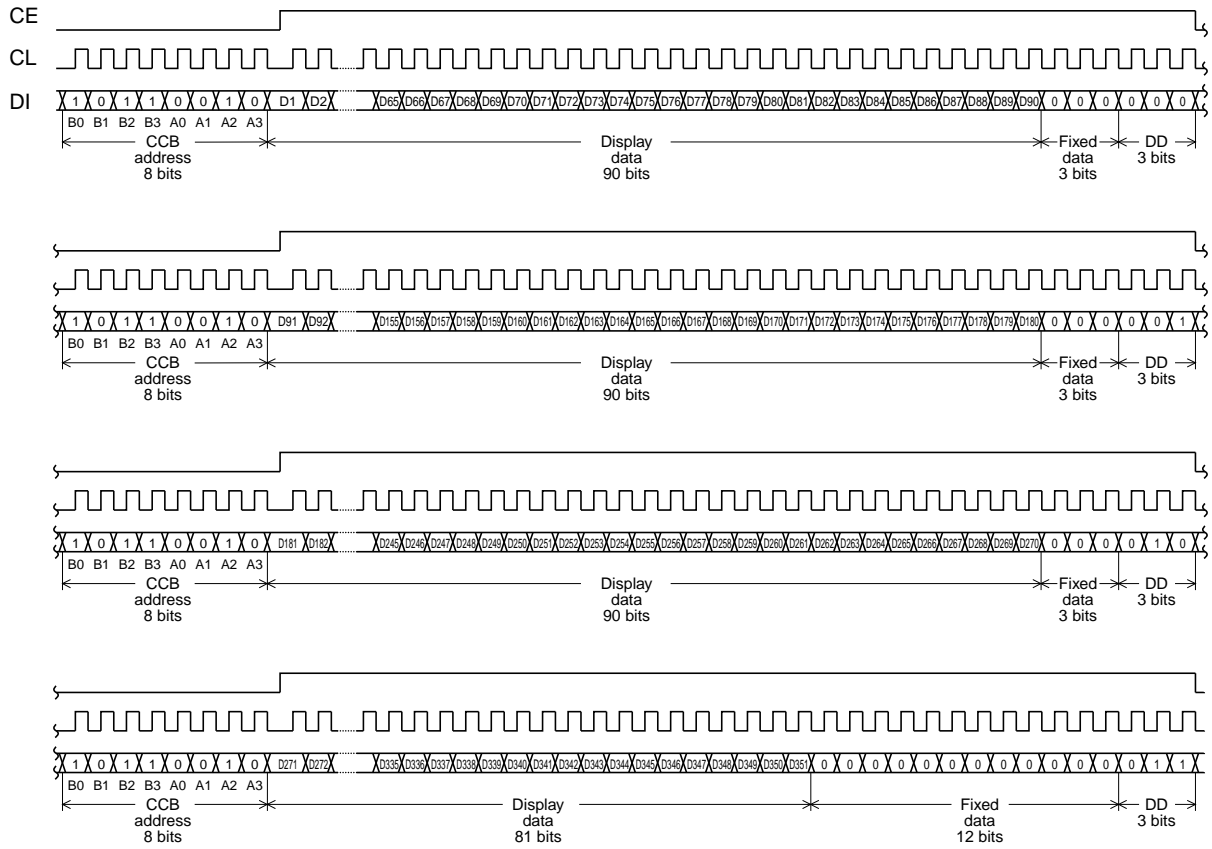 CE
CL
DI 1 0 1 1 0 0 1 0 D1 D2 D65 D66 D67 D68 D69 D70 D71 D72 D73 D74 D75 D76 D77 D78 D79 D80 D81 D82 D83 D84 D85 D86 D87 D88 D89 D90 0 0 0 0 0 0
B0 B1 B2 B3 A0 A1 A2 A3
CCB address 8 bits
Display data 90 bits
Fixed data 3 bits
DD 3 bits
1 0 1 1 0 0 1 0 D91 D92 D155 D156 D157 D158 D159 D160 D161 D162 D163 D164 D165 D166 D167 D168 D169 D170 D171 D172 D173 D174 D175 D176 D177 D178 D179 D180 0 0 0 0 0 1
B0 B1 B2 B3 A0 A1 A2 A3
CCB address 8 bits
Display data 90 bits
Fixed data 3 bits
DD 3 bits
1 0 1 1 0 0 1 0 D181 D182 D245 D246 D247 D248 D249 D250 D251 D252 D253 D254 D255 D256 D257 D258 D259 D260 D261 D262 D263 D264 D265 D266 D267 D268 D269 D270 0 0 0 0 1 0
B0 B1 B2 B3 A0 A1 A2 A3
CCB address 8 bits
Display data 90 bits
Fixed data 3 bits
DD 3 bits
1 0 1 1 0 0 1 0 D271 D272 D335 D336 D337 D338 D339 D340 D341 D342 D343 D344 D345 D346 D347 D348 D349 D350 D351 0 0 0 0 0 0 0 0 0 0 0 0 0 1 1
B0 B1 B2 B3 A0 A1 A2 A3
CCB address 8 bits
Display data 81 bits
Fixed data 12 bits
DD 3 bits